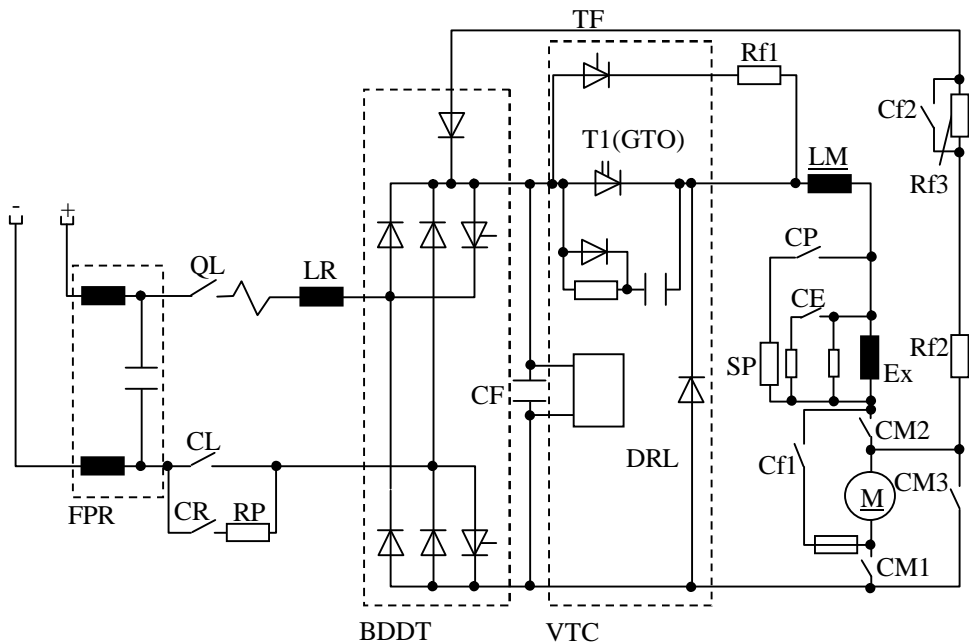 TF
Rf1
Cf2
T1(GTO)
LM
Rf3
- +
QL
LR
CP
CE
SP
Ex
Rf2
CF
CL
CM2
DRL
Cf1
M
CM3
CR
RP
FPR
CM1
BDDT
VTC